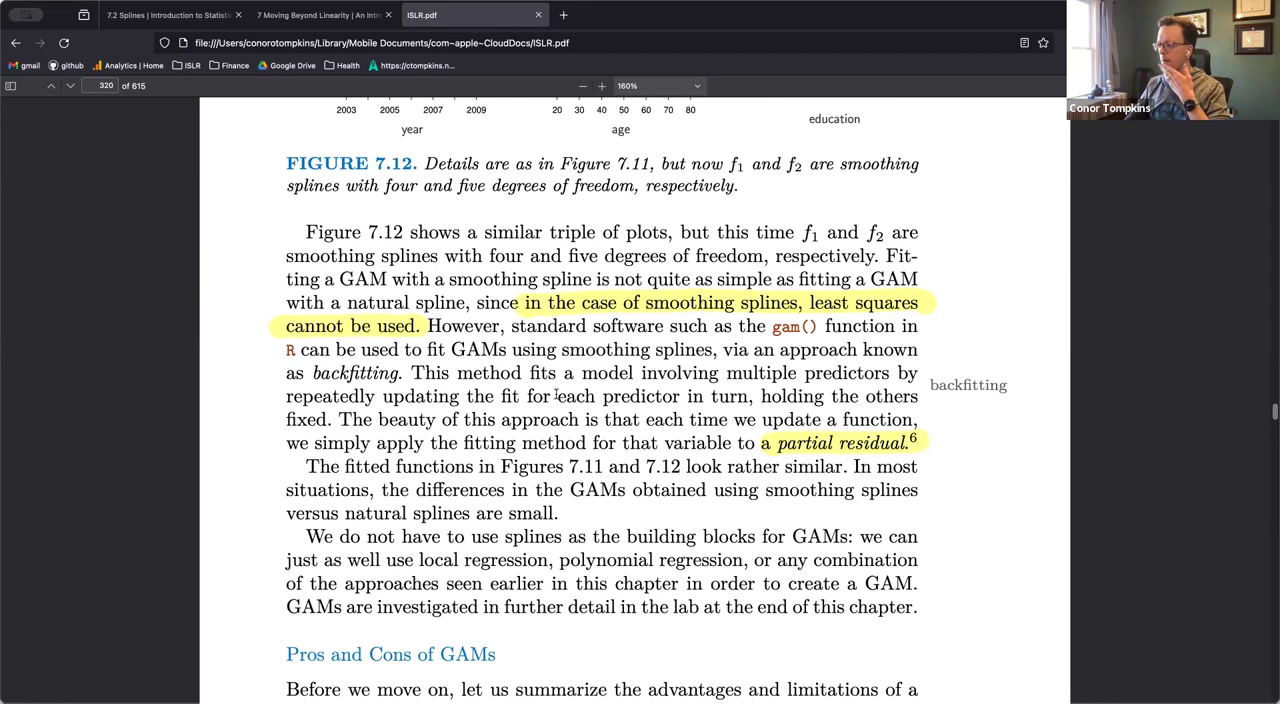 7.2 Splines | Introduction to Statistic
7 Moving Beyond Linearity | An Intr
ISLR.pdf
file:///Users/conorotompkins/Library/Mobile Documents/com~apple~CloudDocs/ISLR.pdf
gmail
github
Analytics | Home
ISLR
Finance
Google Drive
Health
https://ctompkins.n...
320 of 615
160%
Conor Tompkins
2003 2005 2007 2009
20 30 40 50 60 70 80
year
age
education
FIGURE 7.12. Details are as in Figure 7.11, but now f1 and f2 are smoothing
splines with four and five degrees of freedom, respectively.
Figure 7.12 shows a similar triple of plots, but this time f1 and f2 are
smoothing splines with four and five degrees of freedom, respectively. Fit-
ting a GAM with a smoothing spline is not quite as simple as fitting a GAM
with a natural spline, since in the case of smoothing splines, least squares
cannot be used. However, standard software such as the gam() function in
R can be used to fit GAMs using smoothing splines, via an approach known
as backfitting. This method fits a model involving multiple predictors by
backfitting
repeatedly updating the fit for each predictor in turn, holding the others
fixed. The beauty of this approach is that each time we update a function,
we simply apply the fitting method for that variable to a partial residual.6
The fitted functions in Figures 7.11 and 7.12 look rather similar. In most
situations, the differences in the GAMs obtained using smoothing splines
versus natural splines are small.
We do not have to use splines as the building blocks for GAMs: we can
just as well use local regression, polynomial regression, or any combination
of the approaches seen earlier in this chapter in order to create a GAM.
GAMs are investigated in further detail in the lab at the end of this chapter.
Pros and Cons of GAMs
Before we move on, let us summarize the advantages and limitations of a